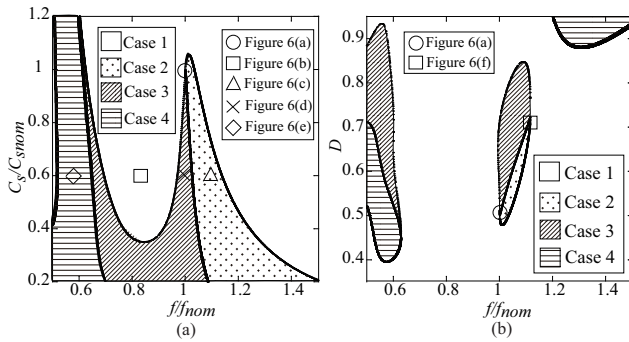 Case 1
Case 2
Case 3
Case 4
Figure 6(a)
Figure 6(b)
Figure 6(c)
Figure 6(d)
Figure 6(e)
1.2
1
0.8
0.6
0.4
0.2
Cs/Csnom
0.6 0.8 1 1.2 1.4
f/fnom
(a)
Figure 6(a)
Figure 6(f)
Case 1
Case 2
Case 3
Case 4
0.9
0.8
0.7
0.6
0.5
0.4
D
0.6 0.8 1 1.2 1.4
f/fnom
(b)